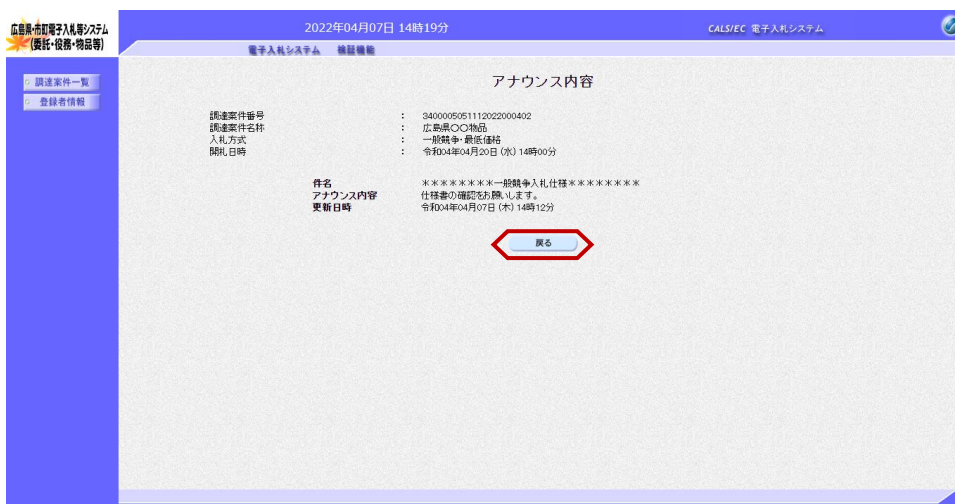 広島県・市町電子入札等システム
(委託・役務・物品等)
2022年04月07日 14時19分
CALS/EC 電子入札システム
電子入札システム 検証機能
調達案件一覧
登録者情報
アナウンス内容
調達案件番号 : 3400005051112022000402
調達案件名称 : 広島県○○物品
入札方式 : 一般競争・最低価格
開札日時 : 令和04年04月20日 (水) 14時00分
件名 ********一般競争入札仕様********
アナウンス内容 仕様書の確認をお願いします。
更新日時 令和04年04月07日 (木) 14時12分
戻る